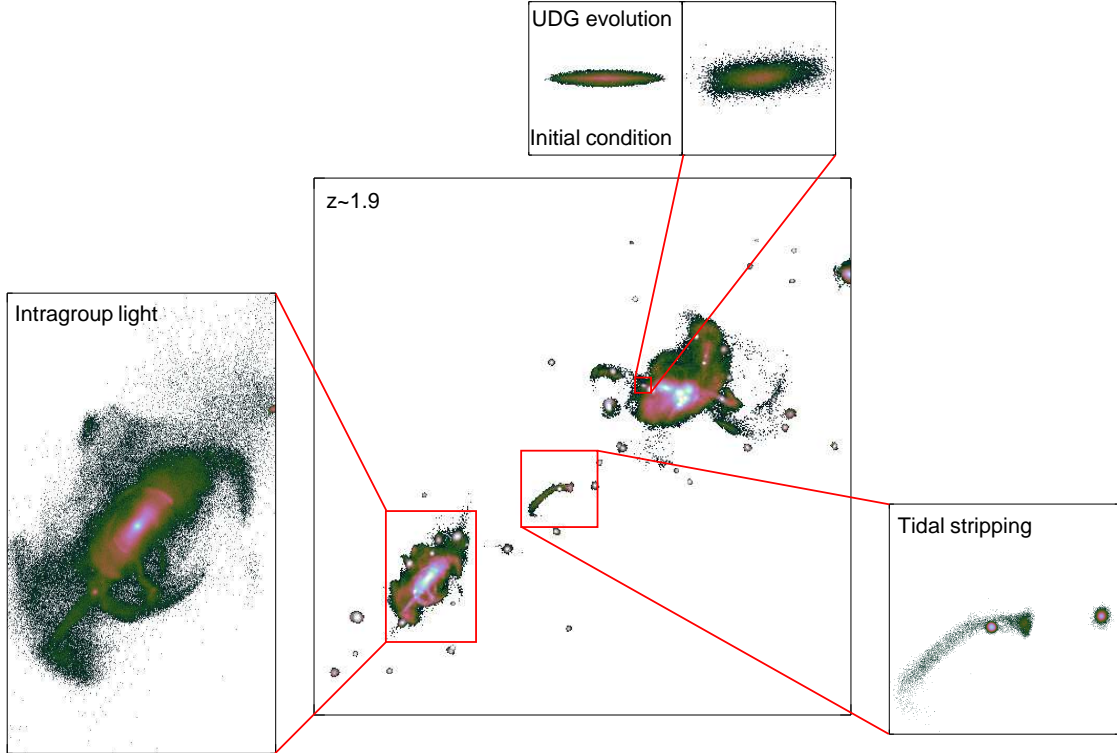 UDG evolution
Initial condition
z~1.9
Intragroup light
Tidal stripping